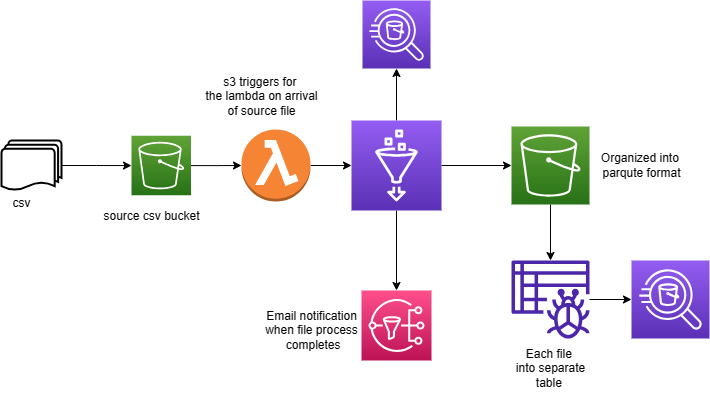 s3 triggers for
the lambda on arrival
of source file
csv
source csv bucket
Organized into
parqute format
Email notification
when file process
completes
Each file
into separate
table